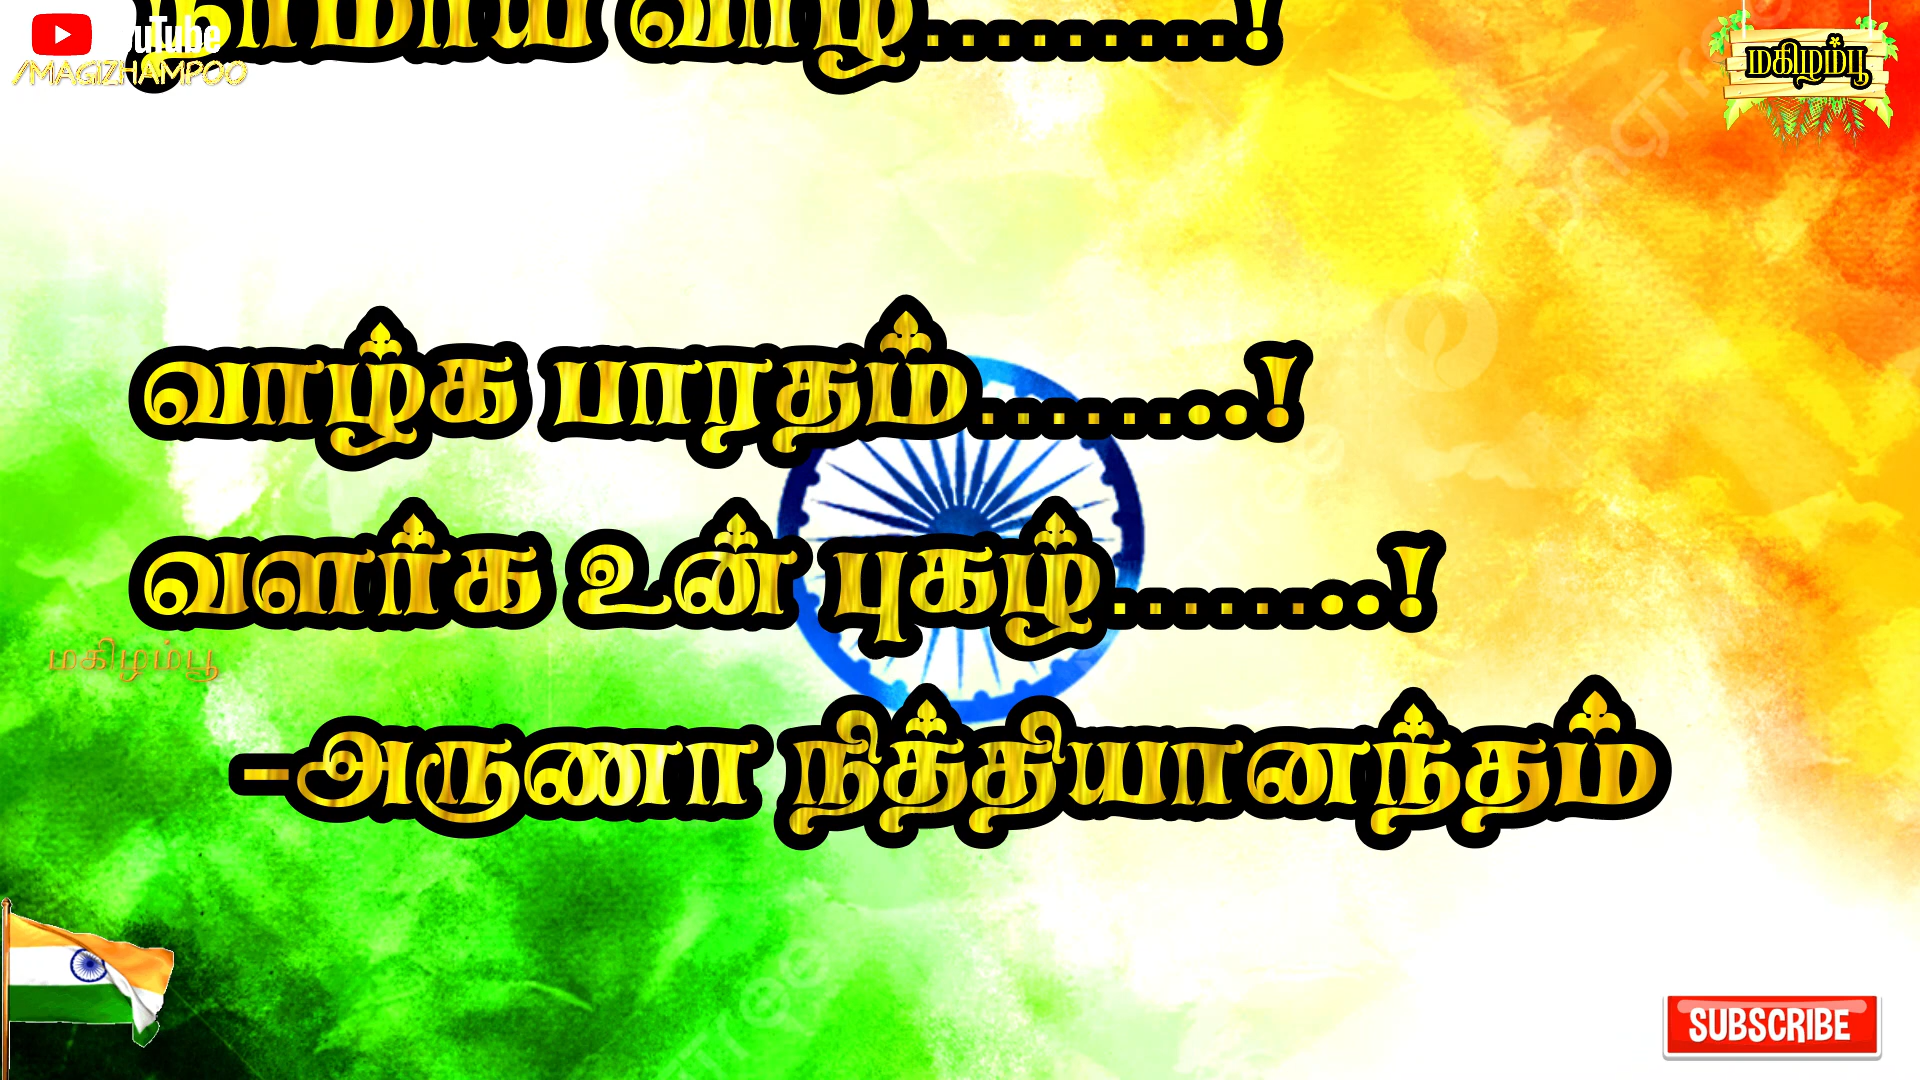 YouTube
/MAGIZHAMPOO
மகிழம்பூ
வாழ்க பாரதம்.........!
வளர்க உன் புகழ்.........!
மகிழம்பூ
-அருணா நித்தியானந்தம்
SUBSCRIBE